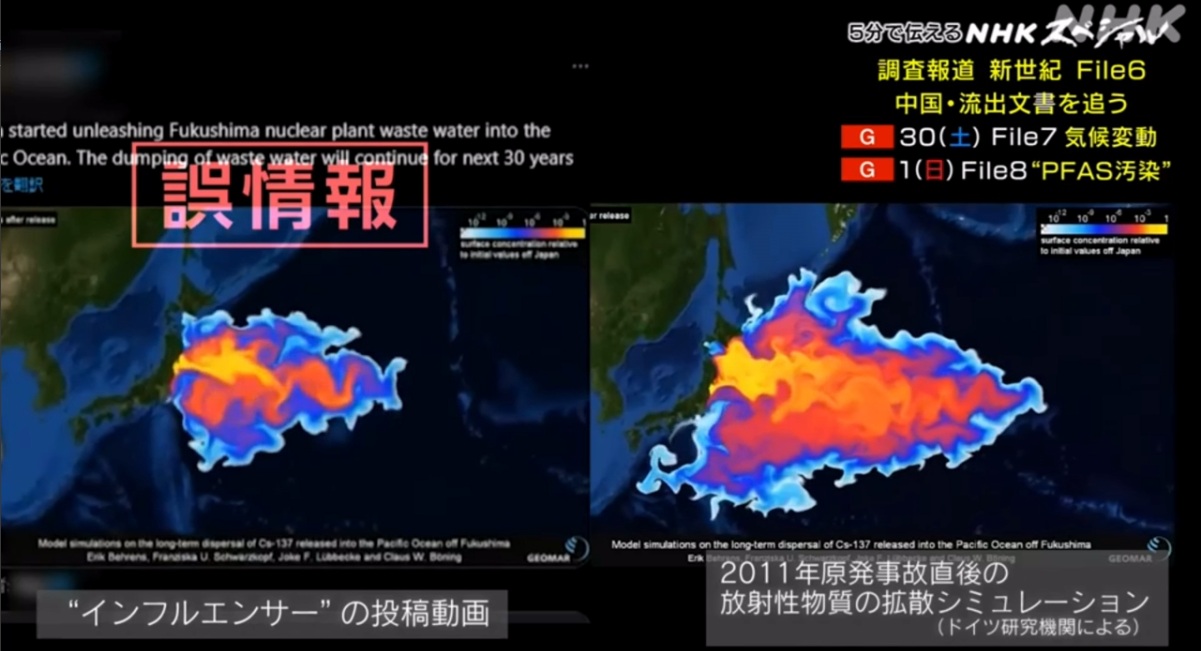 NHK
5分で伝えるNHKスペシャル
調査報道 新世紀 File6
中国・流出文書を追う
G 30(土) File7 気候変動
G 1(日) File8 “PFAS汚染”
started unleashing Fukushima nuclear plant waste water into the
c Ocean. The dumping of waste water will continue for next 30 years
を翻訳
誤情報
after release
10⁻¹² 10⁻⁹ 10⁻⁶ 10⁻³ 1
surface concentration relative
to initial values off Japan
Model simulations on the long-term dispersal of Cs-137 released into the Pacific Ocean off Fukushima
Erik Behrens, Franziska U. Schwarzkopf, Joke F. Lübbecke and Claus W. Böning
GEOMAR
“インフルエンサー” の投稿動画
r release
10⁻¹² 10⁻⁹ 10⁻⁶ 10⁻³ 1
surface concentration relative
to initial values off Japan
Model simulations on the long-term dispersal of Cs-137 released into the Pacific Ocean off Fukushima
Erik Behrens, Franziska U. Schwarzkopf, Joke F. Lübbecke and Claus W. Böning
GEOMAR
2011年原発事故直後の
放射性物質の拡散シミュレーション
(ドイツ研究機関による)